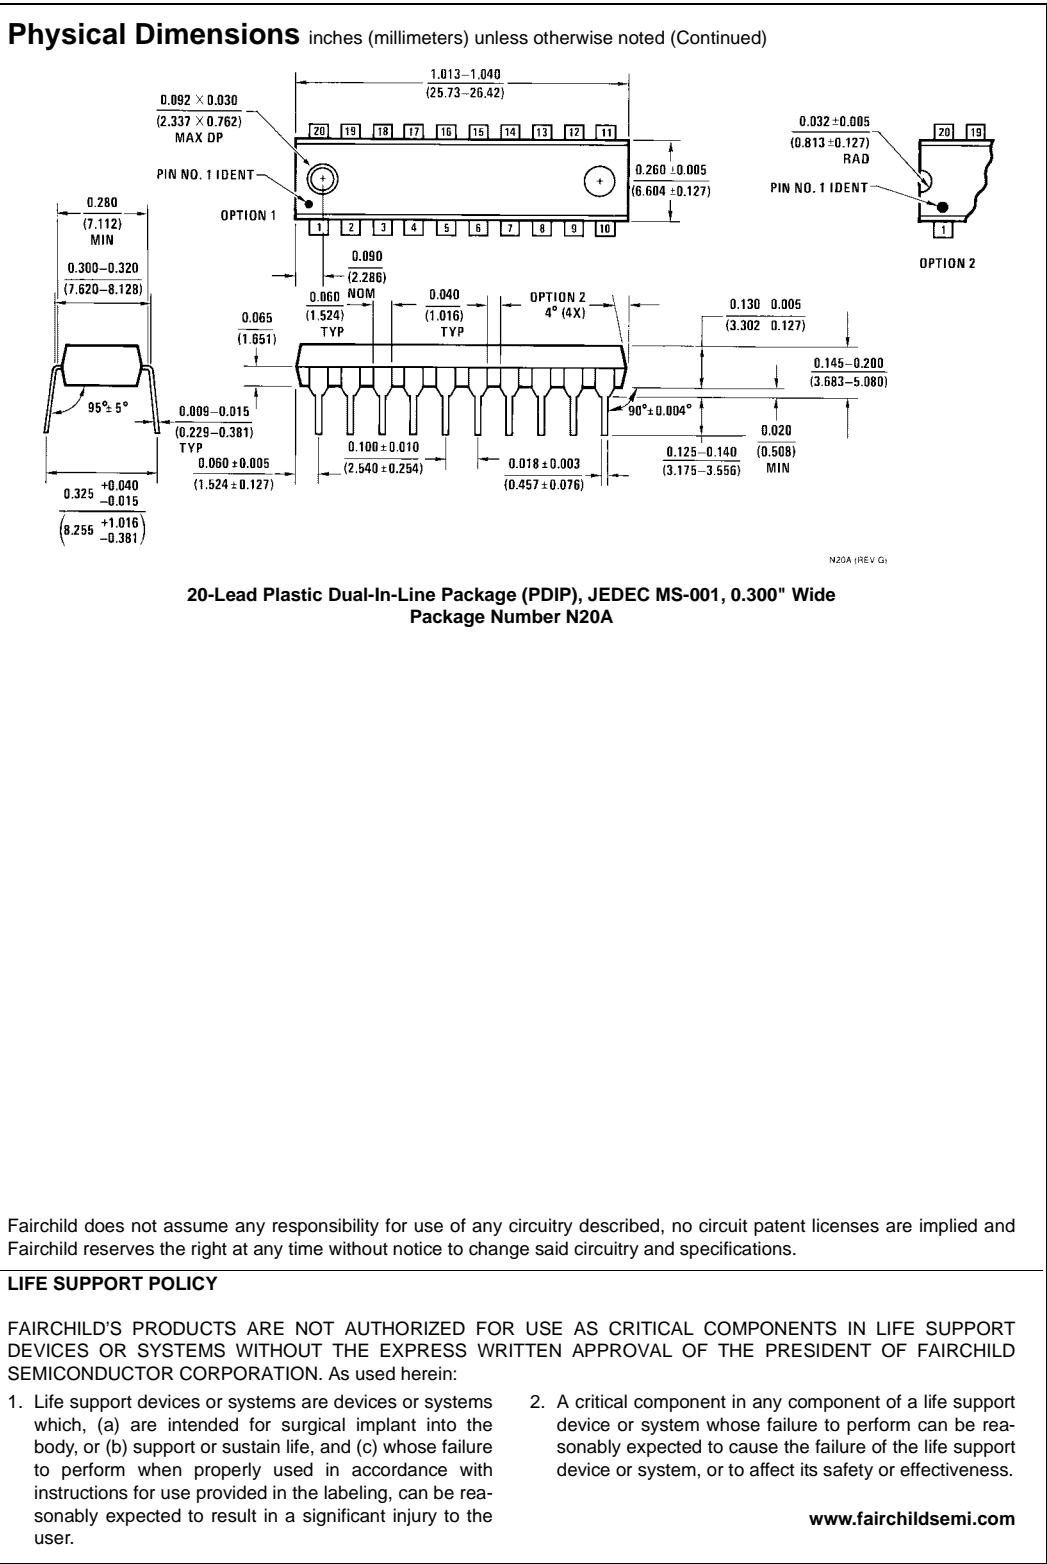 Physical Dimensions inches (millimeters) unless otherwise noted (Continued)
1.013–1.040
(25.73–26.42)
0.092 × 0.030
(2.337 × 0.762)
MAX DP
20 19 18 17 16 15 14 13 12 11
0.032 ±0.005
(0.813 ±0.127)
RAD
20 19
PIN NO. 1 IDENT
0.260 ±0.005
(6.604 ±0.127)
PIN NO. 1 IDENT
OPTION 1
1 2 3 4 5 6 7 8 9 10
1
OPTION 2
0.280
(7.112)
MIN
0.300–0.320
(7.620–8.128)
0.090
(2.286)
NOM
0.060
(1.524)
TYP
0.040
(1.016)
TYP
OPTION 2
4° (4X)
0.130 0.005
(3.302 0.127)
0.065
(1.651)
0.145–0.200
(3.683–5.080)
95°± 5°
0.009–0.015
(0.229–0.381)
TYP
90°±0.004°
0.020
(0.508)
MIN
0.100±0.010
(2.540 ±0.254)
0.125–0.140
(3.175–3.556)
0.060 ±0.005
(1.524 ±0.127)
0.018 ±0.003
(0.457 ±0.076)
0.325 +0.040
–0.015
(8.255 +1.016
–0.381)
N20A (REV G)
20-Lead Plastic Dual-In-Line Package (PDIP), JEDEC MS-001, 0.300" Wide
Package Number N20A
Fairchild does not assume any responsibility for use of any circuitry described, no circuit patent licenses are implied and
Fairchild reserves the right at any time without notice to change said circuitry and specifications.
LIFE SUPPORT POLICY
FAIRCHILD'S PRODUCTS ARE NOT AUTHORIZED FOR USE AS CRITICAL COMPONENTS IN LIFE SUPPORT
DEVICES OR SYSTEMS WITHOUT THE EXPRESS WRITTEN APPROVAL OF THE PRESIDENT OF FAIRCHILD
SEMICONDUCTOR CORPORATION. As used herein:
1. Life support devices or systems are devices or systems
which, (a) are intended for surgical implant into the
body, or (b) support or sustain life, and (c) whose failure
to perform when properly used in accordance with
instructions for use provided in the labeling, can be rea-
sonably expected to result in a significant injury to the
user.
2. A critical component in any component of a life support
device or system whose failure to perform can be rea-
sonably expected to cause the failure of the life support
device or system, or to affect its safety or effectiveness.
www.fairchildsemi.com